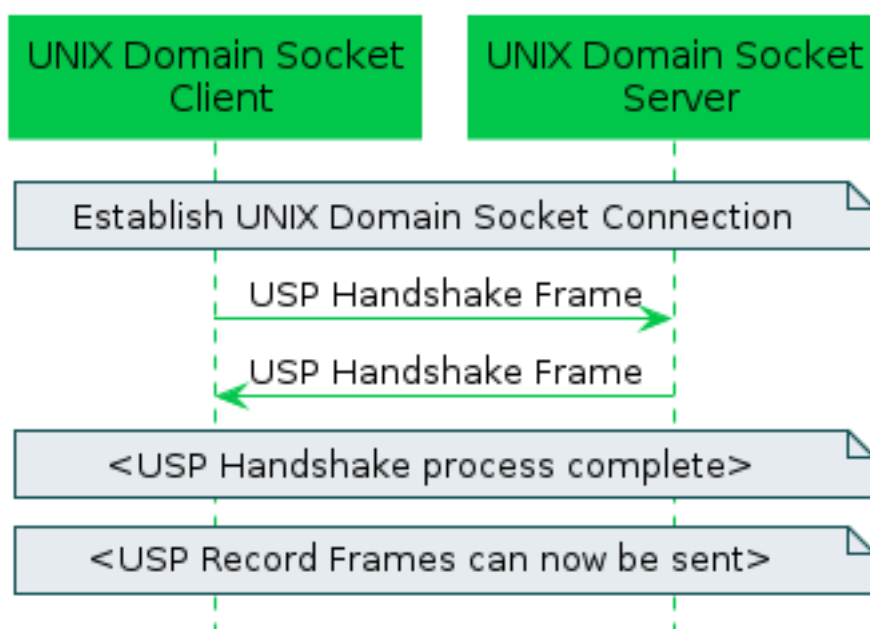 UNIX Domain Socket
Client
UNIX Domain Socket
Server
Establish UNIX Domain Socket Connection
USP Handshake Frame
USP Handshake Frame
<USP Handshake process complete>
<USP Record Frames can now be sent>